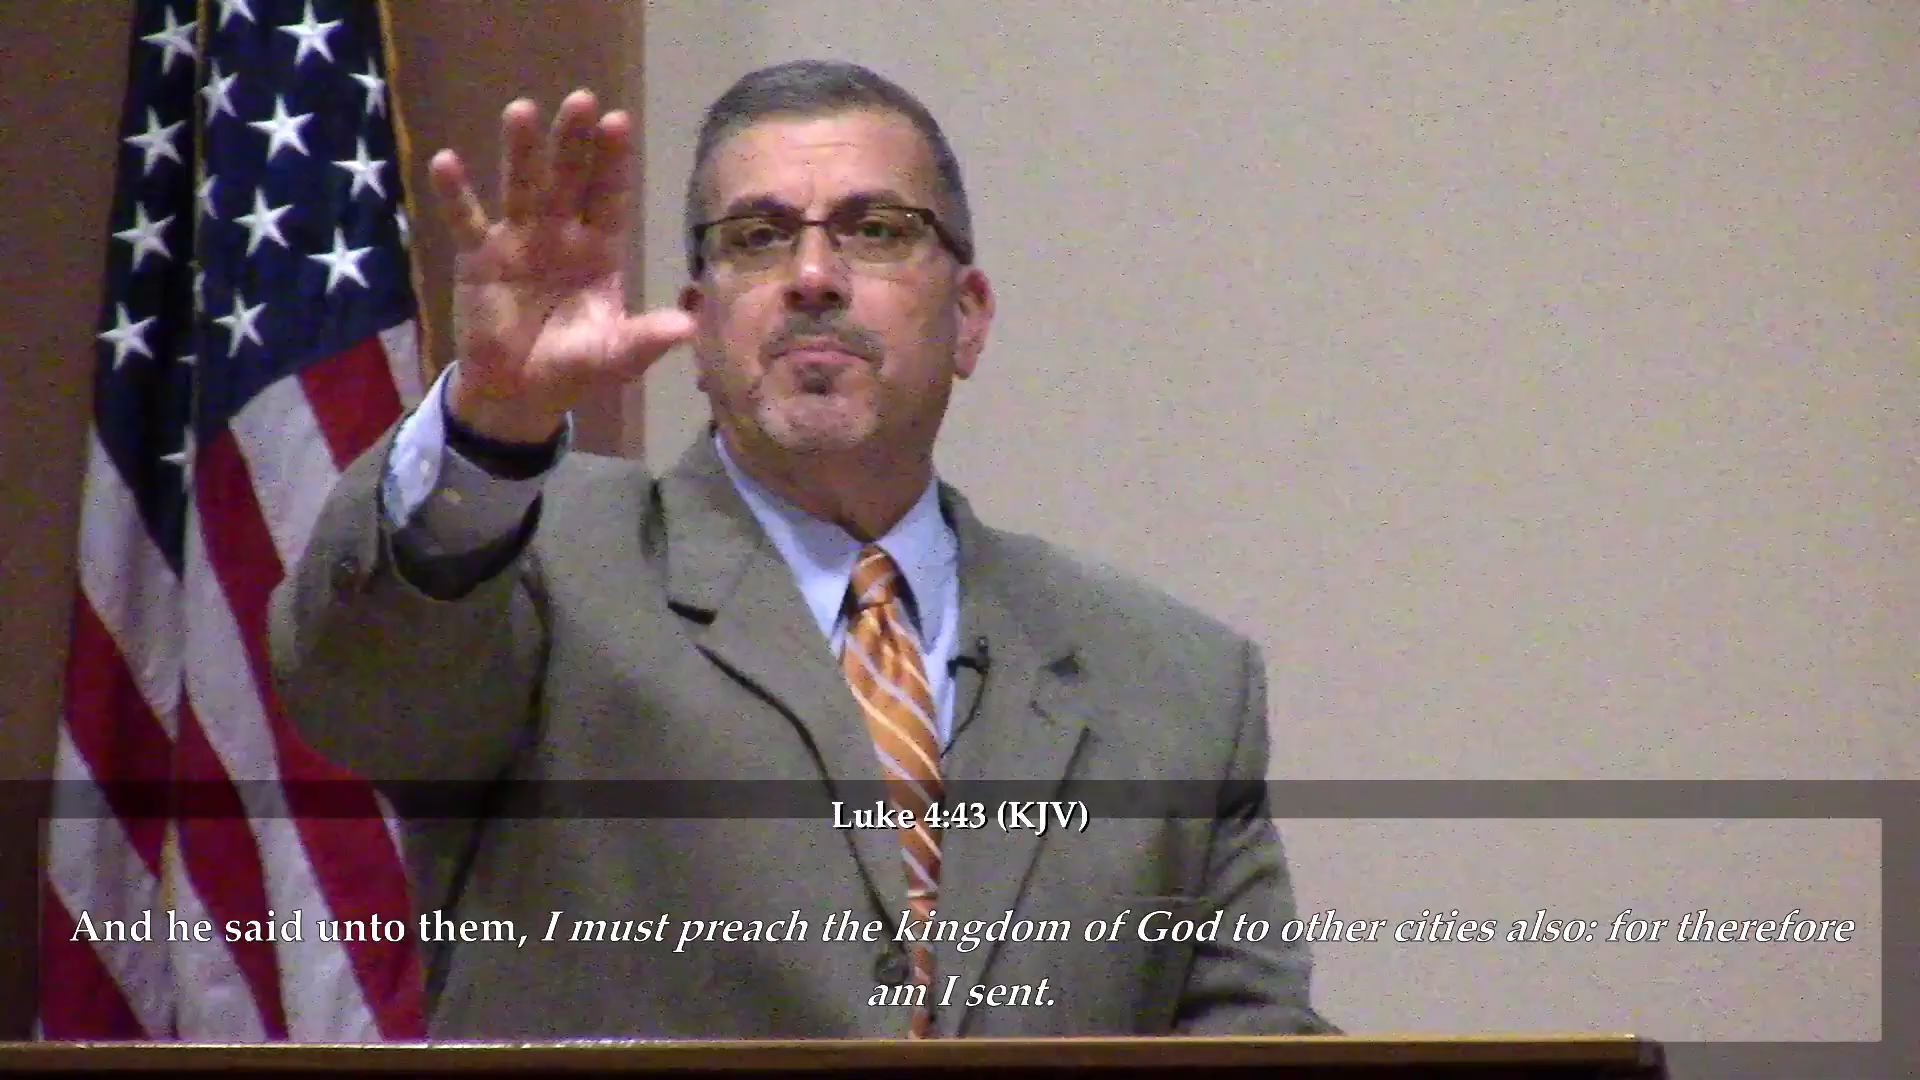 Luke 4:43 (KJV)
And he said unto them, I must preach the kingdom of God to other cities also: for therefore
am I sent.